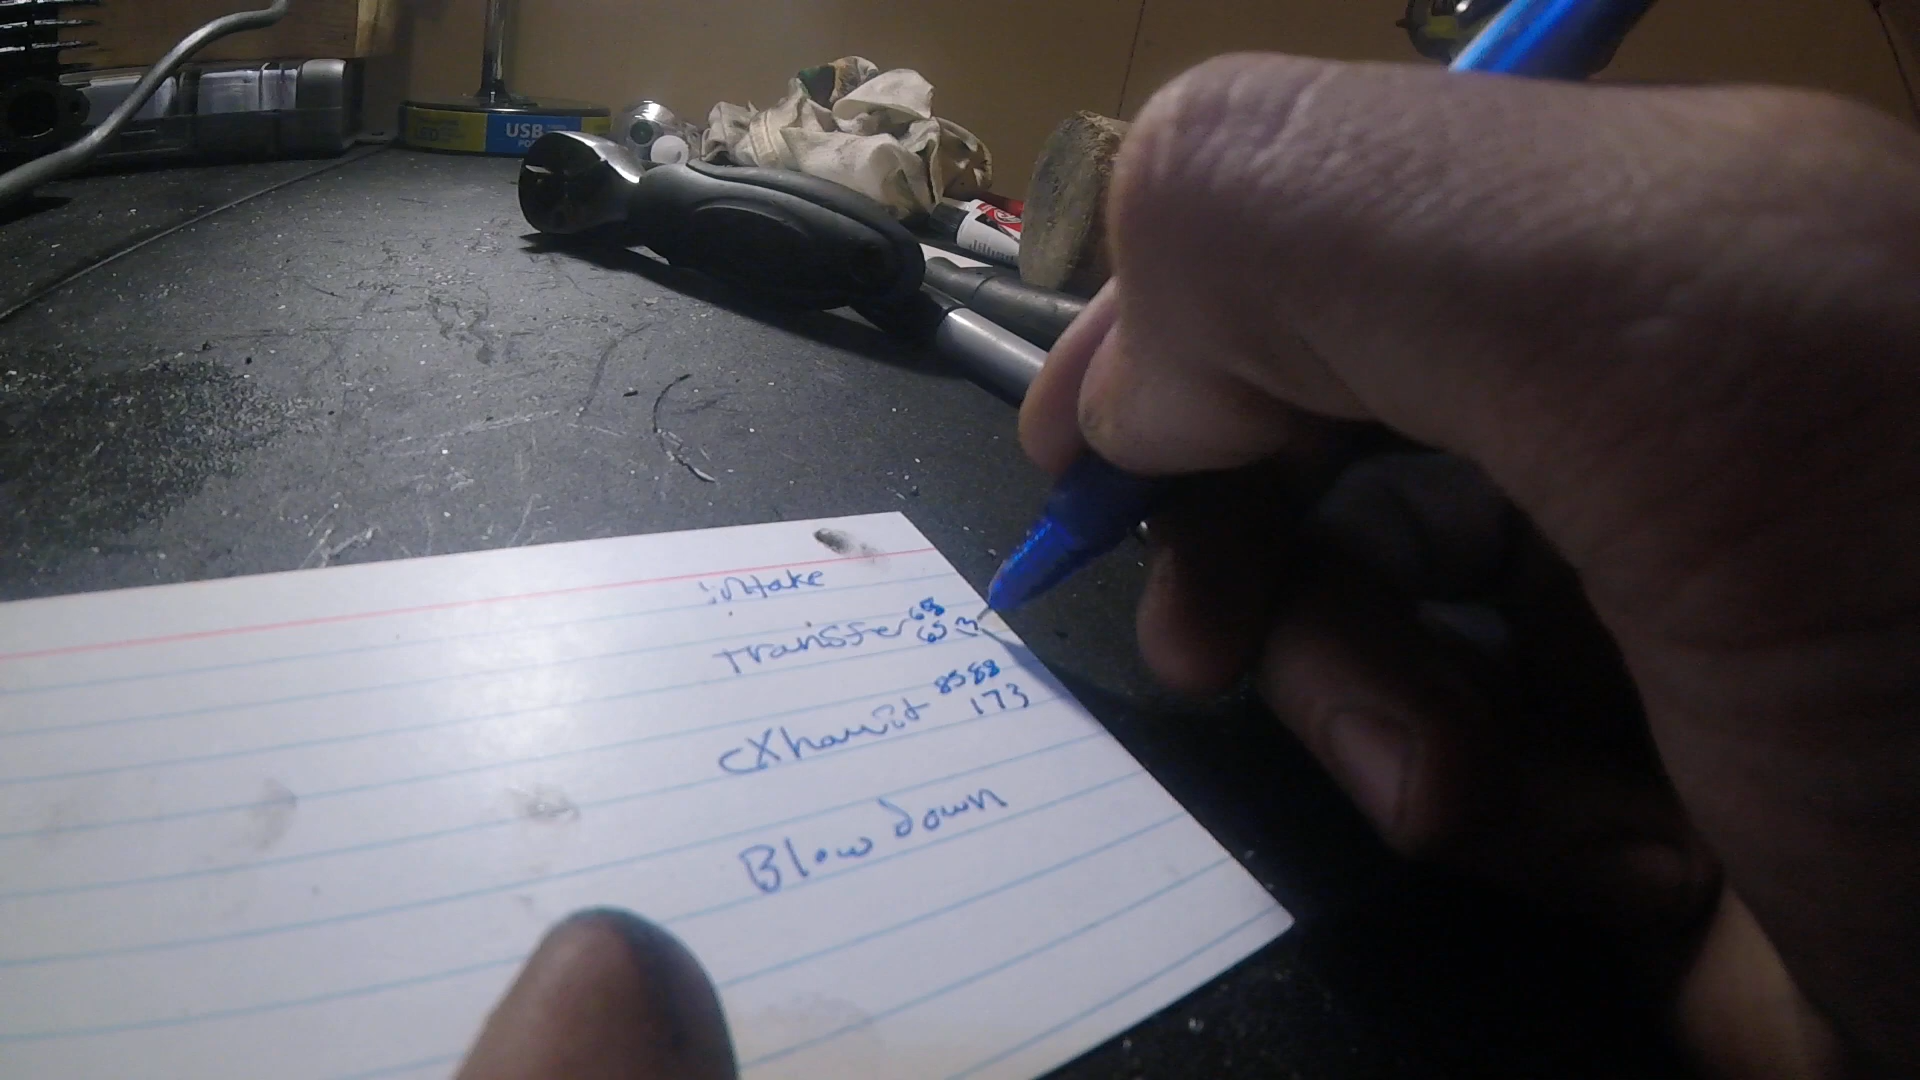 USB
intake
Transfer 68
65
exhaust 85 88
173
Blow down